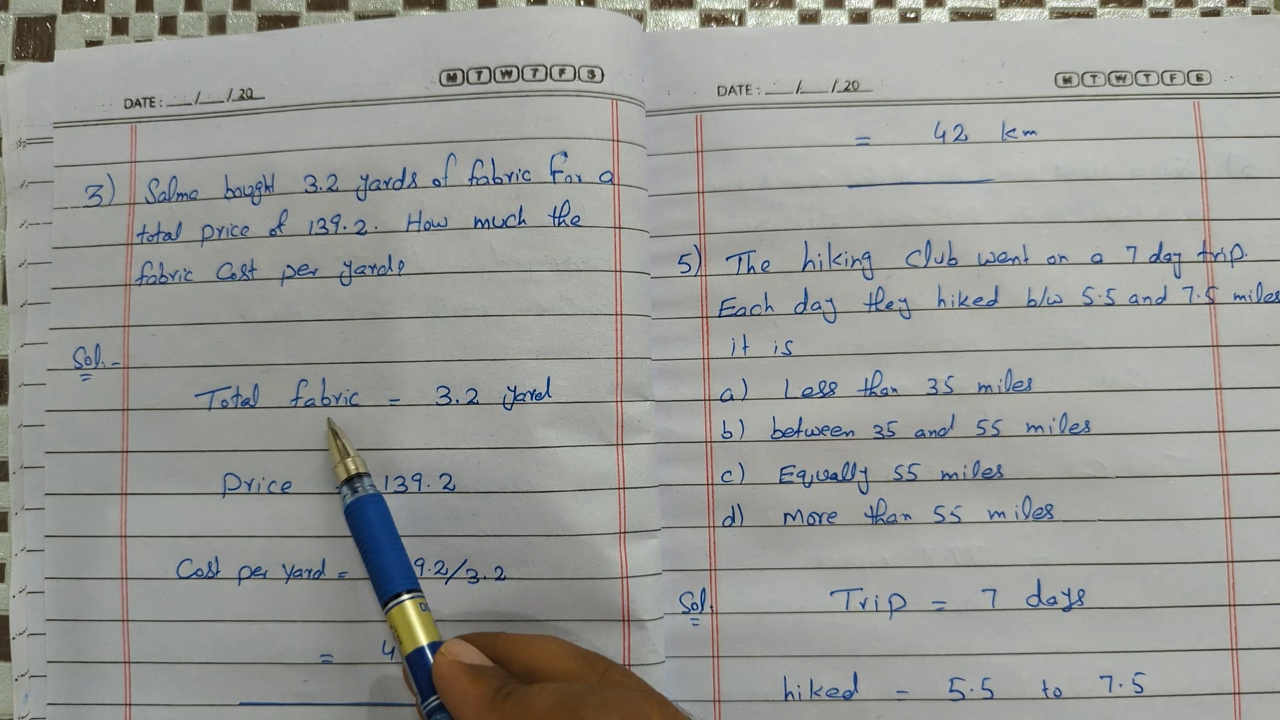 DATE: __/__/20__
M T W T F S
3) Salma bought 3.2 yards of fabric for a
total price of 139.2. How much the
fabric cost per yard?
Sol:-
Total fabric = 3.2 yard
Price 139.2
Cost per yard = 9.2/3.2
= 4
DATE: __/__/20__
M T W T F S
= 42 km
5) The hiking club went on a 7 day trip.
Each day they hiked b/w 5.5 and 7.5 miles
it is
a) Less than 35 miles
b) between 35 and 55 miles
c) Equally 55 miles
d) more than 55 miles
Sol.
Trip = 7 days
hiked - 5.5 to 7.5